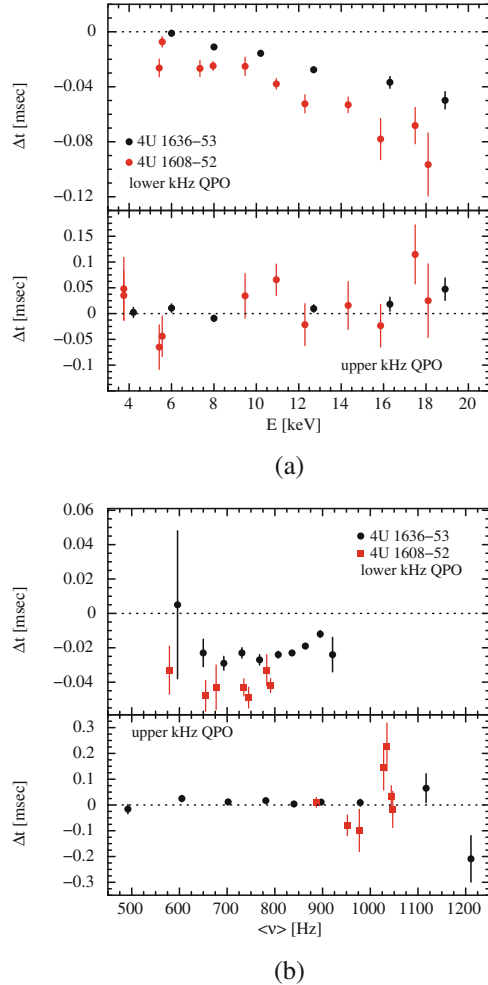 0
−0.04
−0.08
−0.12
Δt [msec]
4U 1636−53
4U 1608−52
lower kHz QPO
0.15
0.1
0.05
0
−0.05
−0.1
Δt [msec]
upper kHz QPO
4 6 8 10 12 14 16 18 20
E [keV]
(a)
0.06
0.04
0.02
0
−0.02
−0.04
Δt [msec]
4U 1636−53
4U 1608−52
lower kHz QPO
upper kHz QPO
0.3
0.2
0.1
0
−0.1
−0.2
−0.3
Δt [msec]
500 600 700 800 900 1000 1100 1200
<ν> [Hz]
(b)